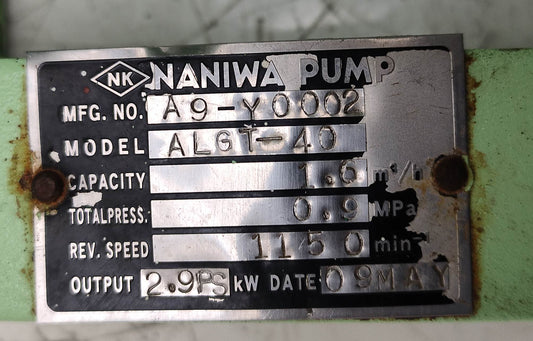 NK NANIWA PUMP
MFG. NO. A9-Y0002
MODEL ALGT-40
CAPACITY 1.6 m³/h
TOTALPRESS. 0.9 MPa
REV. SPEED 1150 min⁻
OUTPUT 2.9PS kW DATE 09MAY